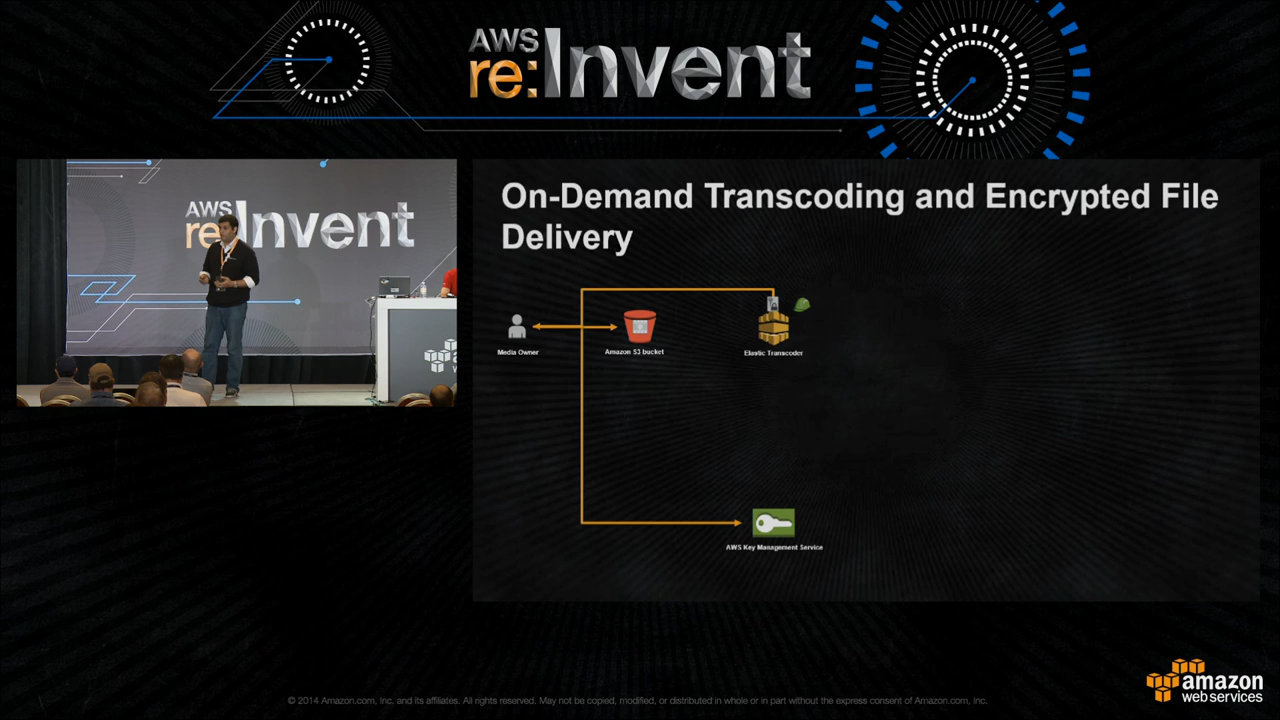 AWS
re:Invent
AWS
re:Invent
On-Demand Transcoding and Encrypted File
Delivery
Media Owner
Amazon S3 bucket
Elastic Transcoder
AWS Key Management Service
© 2014 Amazon.com, Inc. and its affiliates. All rights reserved. May not be copied, modified, or distributed in whole or in part without the express consent of Amazon.com, Inc.
amazon
web services